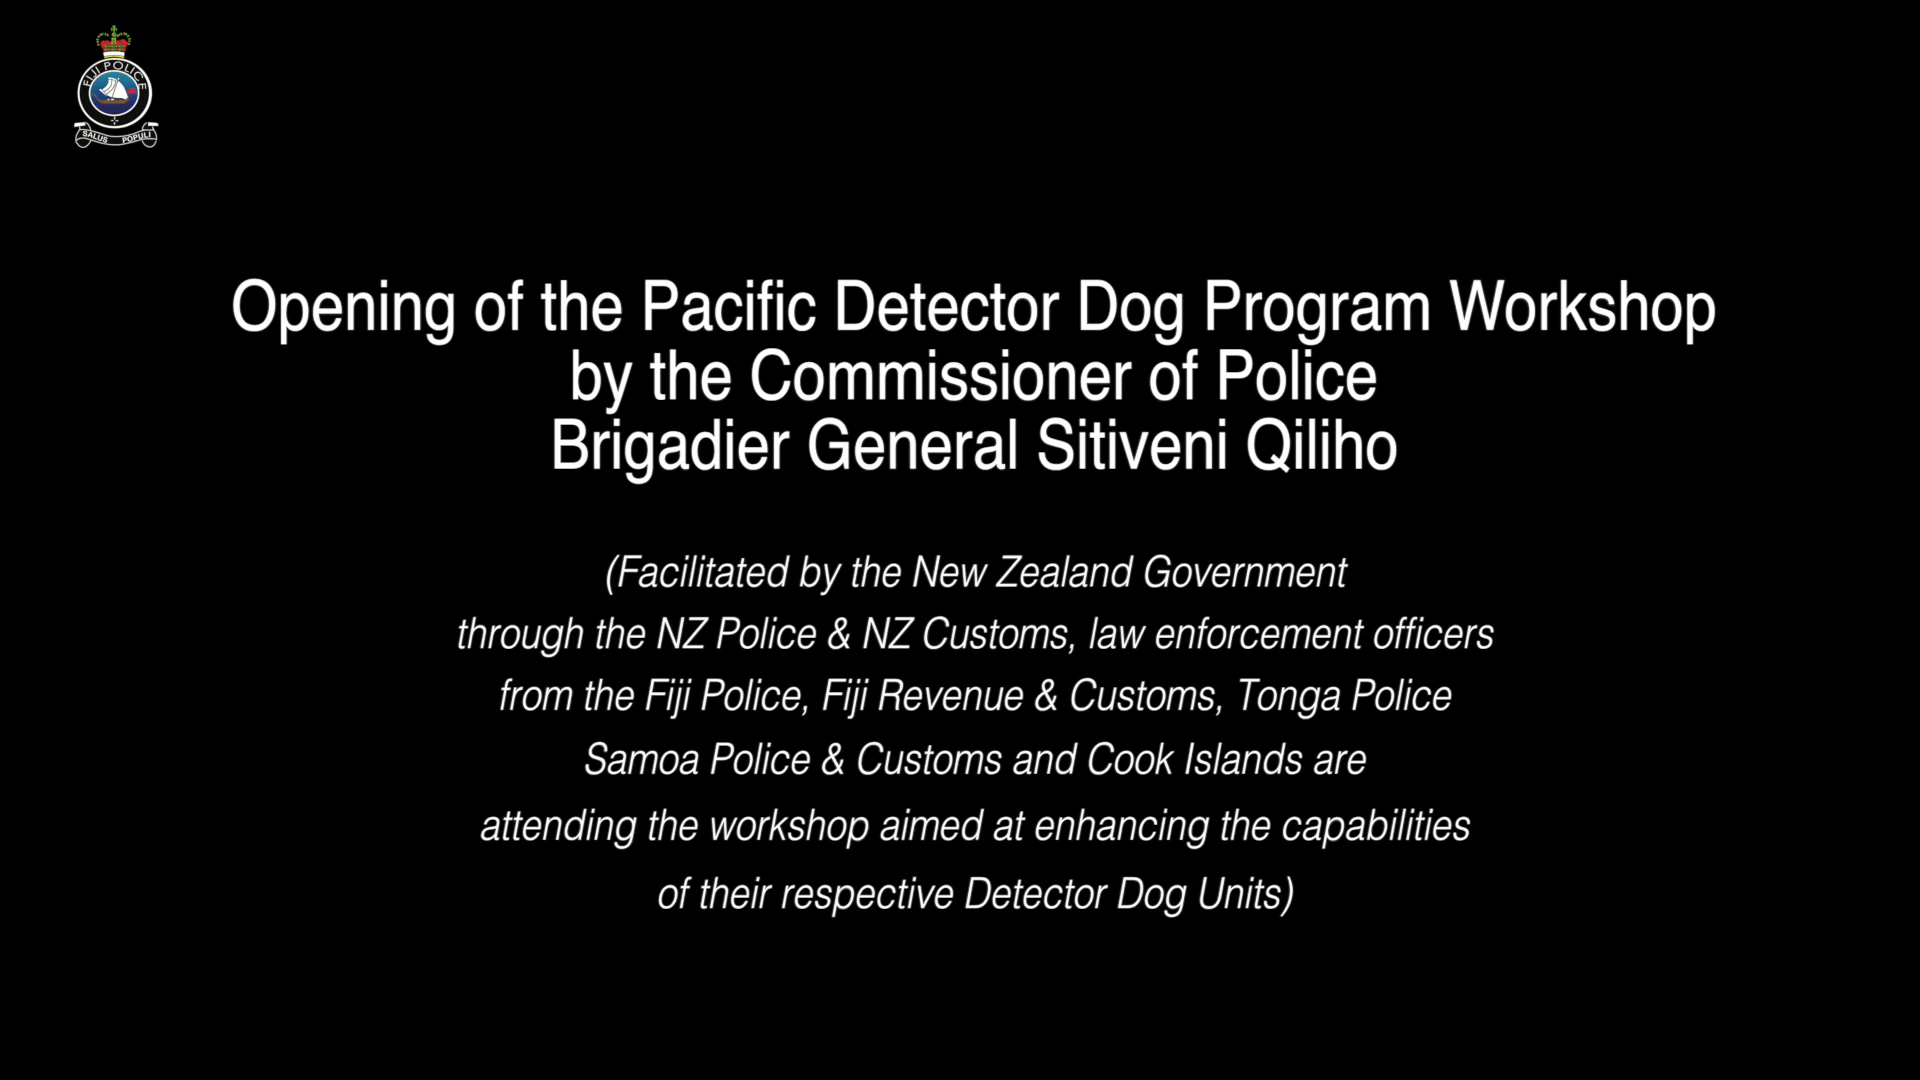 FIJI POLICE
SALUS POPULI
Opening of the Pacific Detector Dog Program Workshop
by the Commissioner of Police
Brigadier General Sitiveni Qiliho
(Facilitated by the New Zealand Government
through the NZ Police & NZ Customs, law enforcement officers
from the Fiji Police, Fiji Revenue & Customs, Tonga Police
Samoa Police & Customs and Cook Islands are
attending the workshop aimed at enhancing the capabilities
of their respective Detector Dog Units)